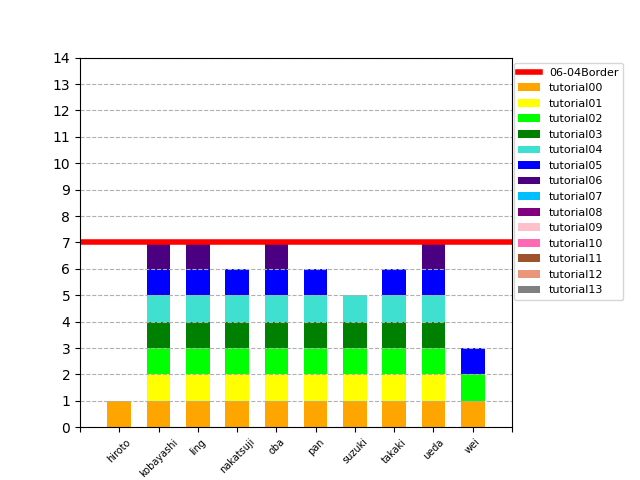 14
13
12
11
10
9
8
7
6
5
4
3
2
1
0
hiroto
kobayashi
ling
nakatsuji
oba
pan
suzuki
takaki
ueda
wei
06-04Border
tutorial00
tutorial01
tutorial02
tutorial03
tutorial04
tutorial05
tutorial06
tutorial07
tutorial08
tutorial09
tutorial10
tutorial11
tutorial12
tutorial13